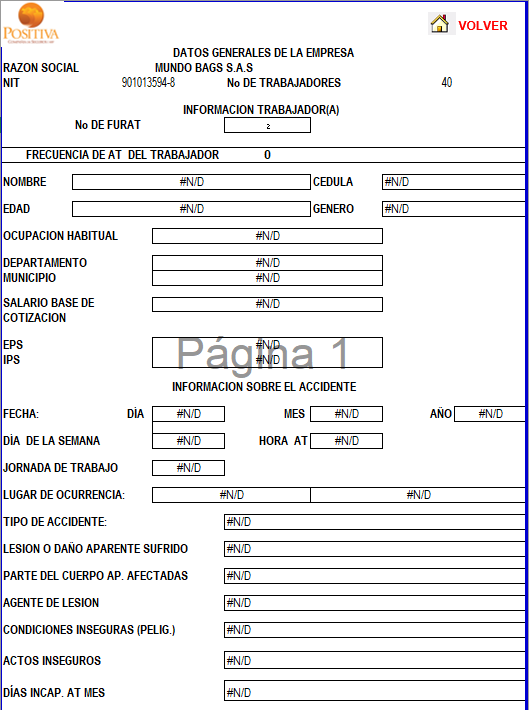 POSITIVA
VOLVER
DATOS GENERALES DE LA EMPRESA
RAZON SOCIAL MUNDO BAGS S.A.S
NIT 901013594-8 No DE TRABAJADORES 40
INFORMACION TRABAJADOR(A)
No DE FURAT 2
FRECUENCIA DE AT DEL TRABAJADOR 0
NOMBRE #N/D CEDULA #N/D
EDAD #N/D GENERO #N/D
OCUPACION HABITUAL #N/D
DEPARTAMENTO #N/D
MUNICIPIO #N/D
SALARIO BASE DE #N/D
COTIZACION
EPS #N/D
IPS #N/D
Página 1
INFORMACION SOBRE EL ACCIDENTE
FECHA: DÌA #N/D MES #N/D AÑO #N/D
DÌA DE LA SEMANA #N/D HORA AT #N/D
JORNADA DE TRABAJO #N/D
LUGAR DE OCURRENCIA: #N/D #N/D
TIPO DE ACCIDENTE: #N/D
LESION O DAÑO APARENTE SUFRIDO #N/D
PARTE DEL CUERPO AP. AFECTADAS #N/D
AGENTE DE LESION #N/D
CONDICIONES INSEGURAS (PELIG.) #N/D
ACTOS INSEGUROS #N/D
DÍAS INCAP. AT MES #N/D